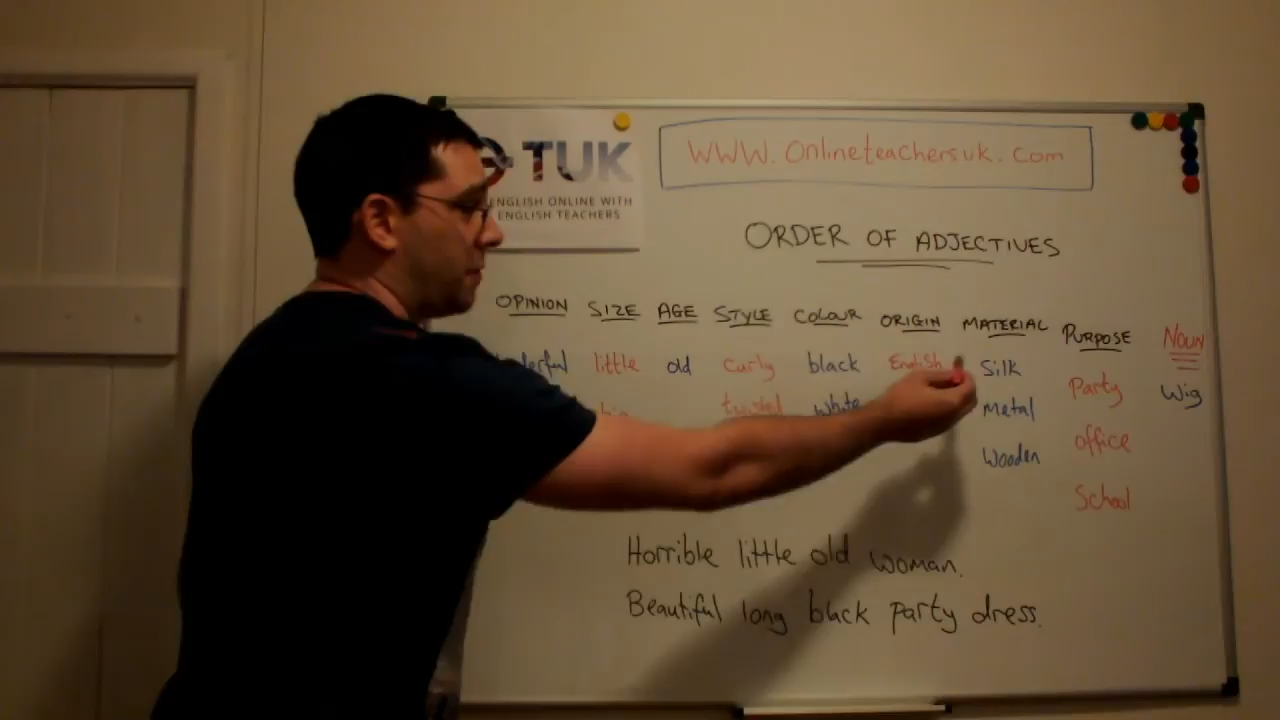 TUK
ENGLISH ONLINE WITH
ENGLISH TEACHERS
WWW.Onlineteachersuk.com
ORDER OF ADJECTIVES
OPINION SIZE AGE STYLE COLOUR ORIGIN MATERIAL PURPOSE NOUN
little old curly black English Silk Party Wig
twisted white Metal office
Wooden School
Horrible little old woman.
Beautiful long black party dress.